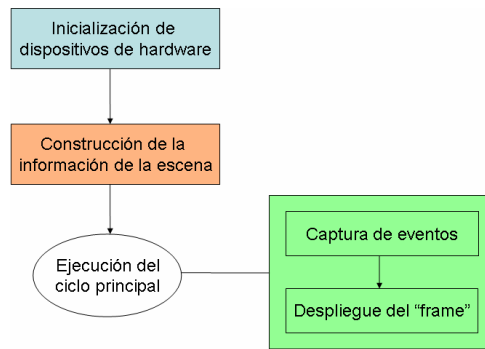 Inicialización de
dispositivos de hardware
Construcción de la
información de la escena
Ejecución del
ciclo principal
Captura de eventos
Despliegue del “frame”